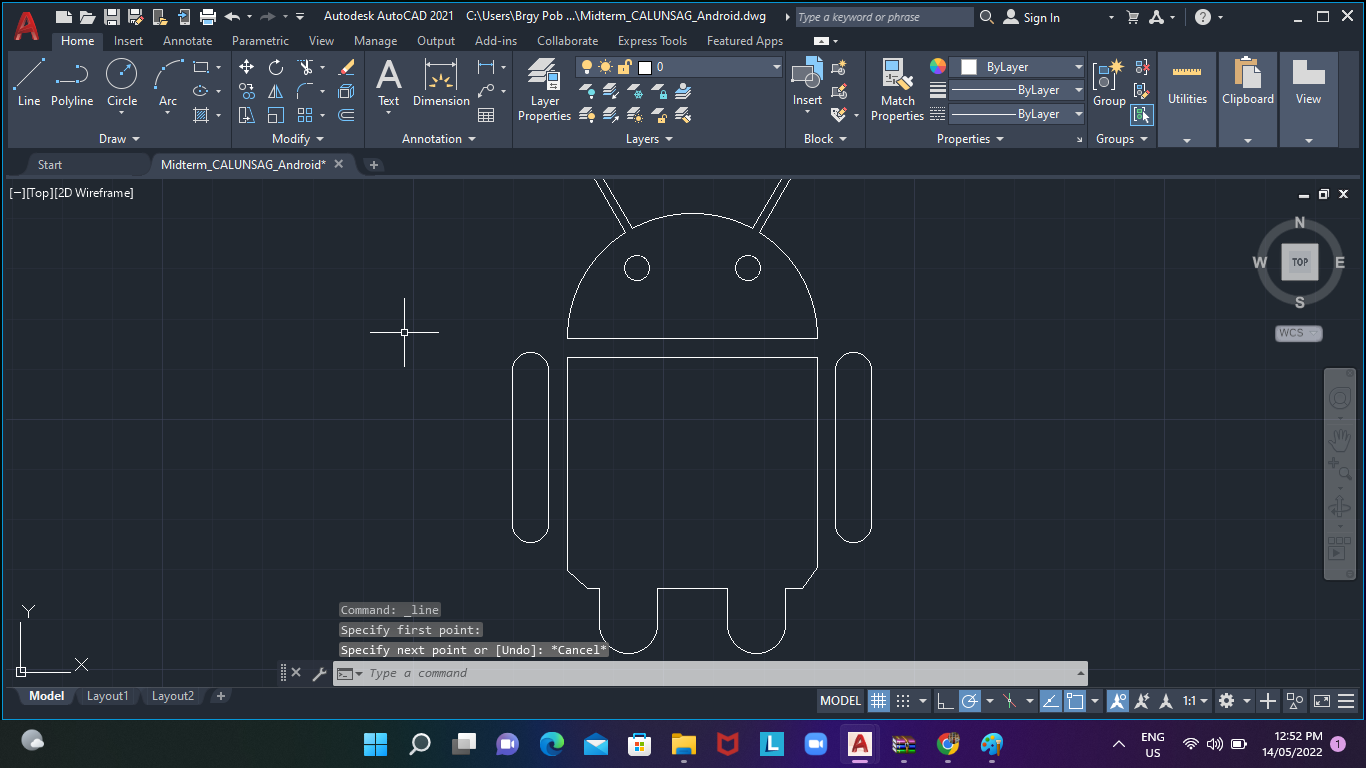 Autodesk AutoCAD 2021 C:\Users\Brgy Pob ...\Midterm_CALUNSAG_Android.dwg Type a keyword or phrase Sign In
Home Insert Annotate Parametric View Manage Output Add-ins Collaborate Express Tools Featured Apps
Line Polyline Circle Arc
Draw
Modify
A
Text Dimension
Annotation
Layer
Properties
0
Layers
Insert
Block
Match
Properties
ByLayer
ByLayer
ByLayer
Properties
Group
Groups
Utilities
Clipboard
View
Start Midterm_CALUNSAG_Android*
[−][Top][2D Wireframe]
N
W TOP E
S
WCS
Y
X
Command: _line
Specify first point:
Specify next point or [Undo]: *Cancel*
Type a command
Model Layout1 Layout2 +
MODEL 1:1
ENG
US
12:52 PM
14/05/2022
1